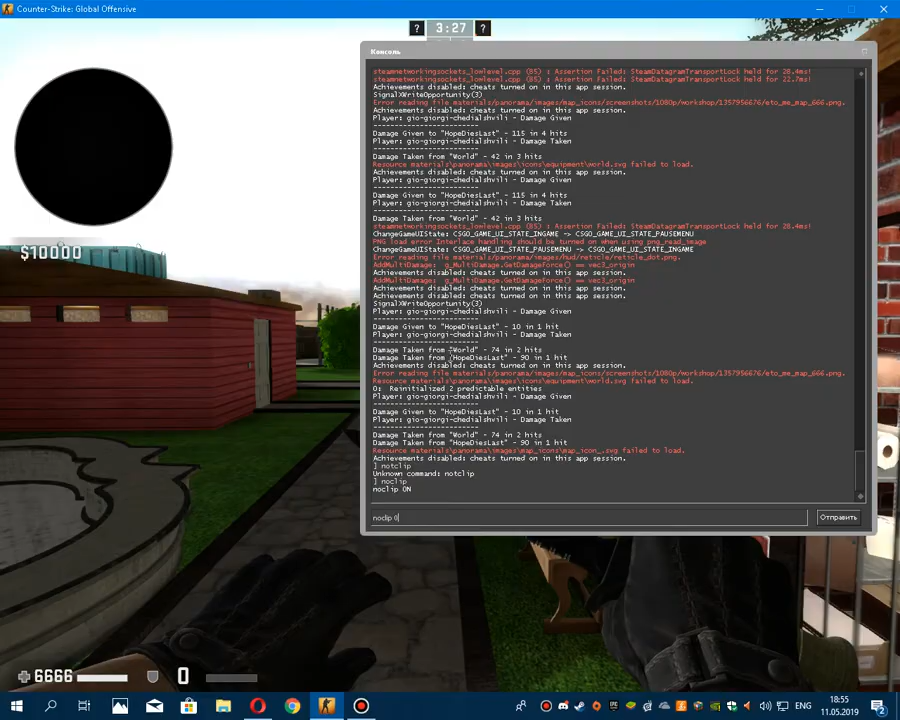 Counter-Strike: Global Offensive
? 3:27 ?
Консоль
steamnetworkingsockets_lowlevel.cpp (85) : Assertion Failed: SteamDatagramTransportLock held for 28.4ms!
steamnetworkingsockets_lowlevel.cpp (85) : Assertion Failed: SteamDatagramTransportLock held for 22.7ms!
Achievements disabled: cheats turned on in this app session.
SignalXWriteOpportunity(3)
Error reading file materials/panorama/images/map_icons/screenshots/1080p/workshop/1357956676/eto_me_map_666.png.
Achievements disabled: cheats turned on in this app session.
Player: gio-giorgi-chedialshvili - Damage Given
-------------------------
Damage Given to "HopeDiesLast" - 115 in 4 hits
Player: gio-giorgi-chedialshvili - Damage Taken
-------------------------
Damage Taken from "World" - 42 in 3 hits
Resource materials\panorama\images\icons\equipment\world.svg failed to load.
Achievements disabled: cheats turned on in this app session.
Player: gio-giorgi-chedialshvili - Damage Given
-------------------------
Damage Given to "HopeDiesLast" - 115 in 4 hits
Player: gio-giorgi-chedialshvili - Damage Taken
-------------------------
Damage Taken from "World" - 42 in 3 hits
steamnetworkingsockets_lowlevel.cpp (85) : Assertion Failed: SteamDatagramTransportLock held for 28.4ms!
ChangeGameUIState: CSGO_GAME_UI_STATE_INGAME -> CSGO_GAME_UI_STATE_PAUSEMENU
PNG load error Interlace handling should be turned on when using png_read_image
ChangeGameUIState: CSGO_GAME_UI_STATE_PAUSEMENU -> CSGO_GAME_UI_STATE_INGAME
Error reading file materials/panorama/images/hud/reticle/reticle_dot.png.
AddMultiDamage:  g_MultiDamage.GetDamageForce() == vec3_origin
Achievements disabled: cheats turned on in this app session.
AddMultiDamage:  g_MultiDamage.GetDamageForce() == vec3_origin
Achievements disabled: cheats turned on in this app session.
Achievements disabled: cheats turned on in this app session.
SignalXWriteOpportunity(3)
Player: gio-giorgi-chedialshvili - Damage Given
-------------------------
Damage Given to "HopeDiesLast" - 10 in 1 hit
Player: gio-giorgi-chedialshvili - Damage Taken
-------------------------
Damage Taken from "World" - 74 in 2 hits
Damage Taken from "HopeDiesLast" - 90 in 1 hit
Achievements disabled: cheats turned on in this app session.
Error reading file materials/panorama/images/map_icons/screenshots/1080p/workshop/1357956676/eto_me_map_666.png.
Resource materials\panorama\images\icons\equipment\world.svg failed to load.
0:  Reinitialized 2 predictable entities
Player: gio-giorgi-chedialshvili - Damage Given
-------------------------
Damage Given to "HopeDiesLast" - 10 in 1 hit
Player: gio-giorgi-chedialshvili - Damage Taken
-------------------------
Damage Taken from "World" - 74 in 2 hits
Damage Taken from "HopeDiesLast" - 90 in 1 hit
Resource materials\panorama\images\map_icons\map_icon_.svg failed to load.
Achievements disabled: cheats turned on in this app session.
] notclip
Unknown command: notclip
] noclip
noclip ON
noclip 0
Отправить
$10000
6666
0
ENG
18:55
11.05.2019
2